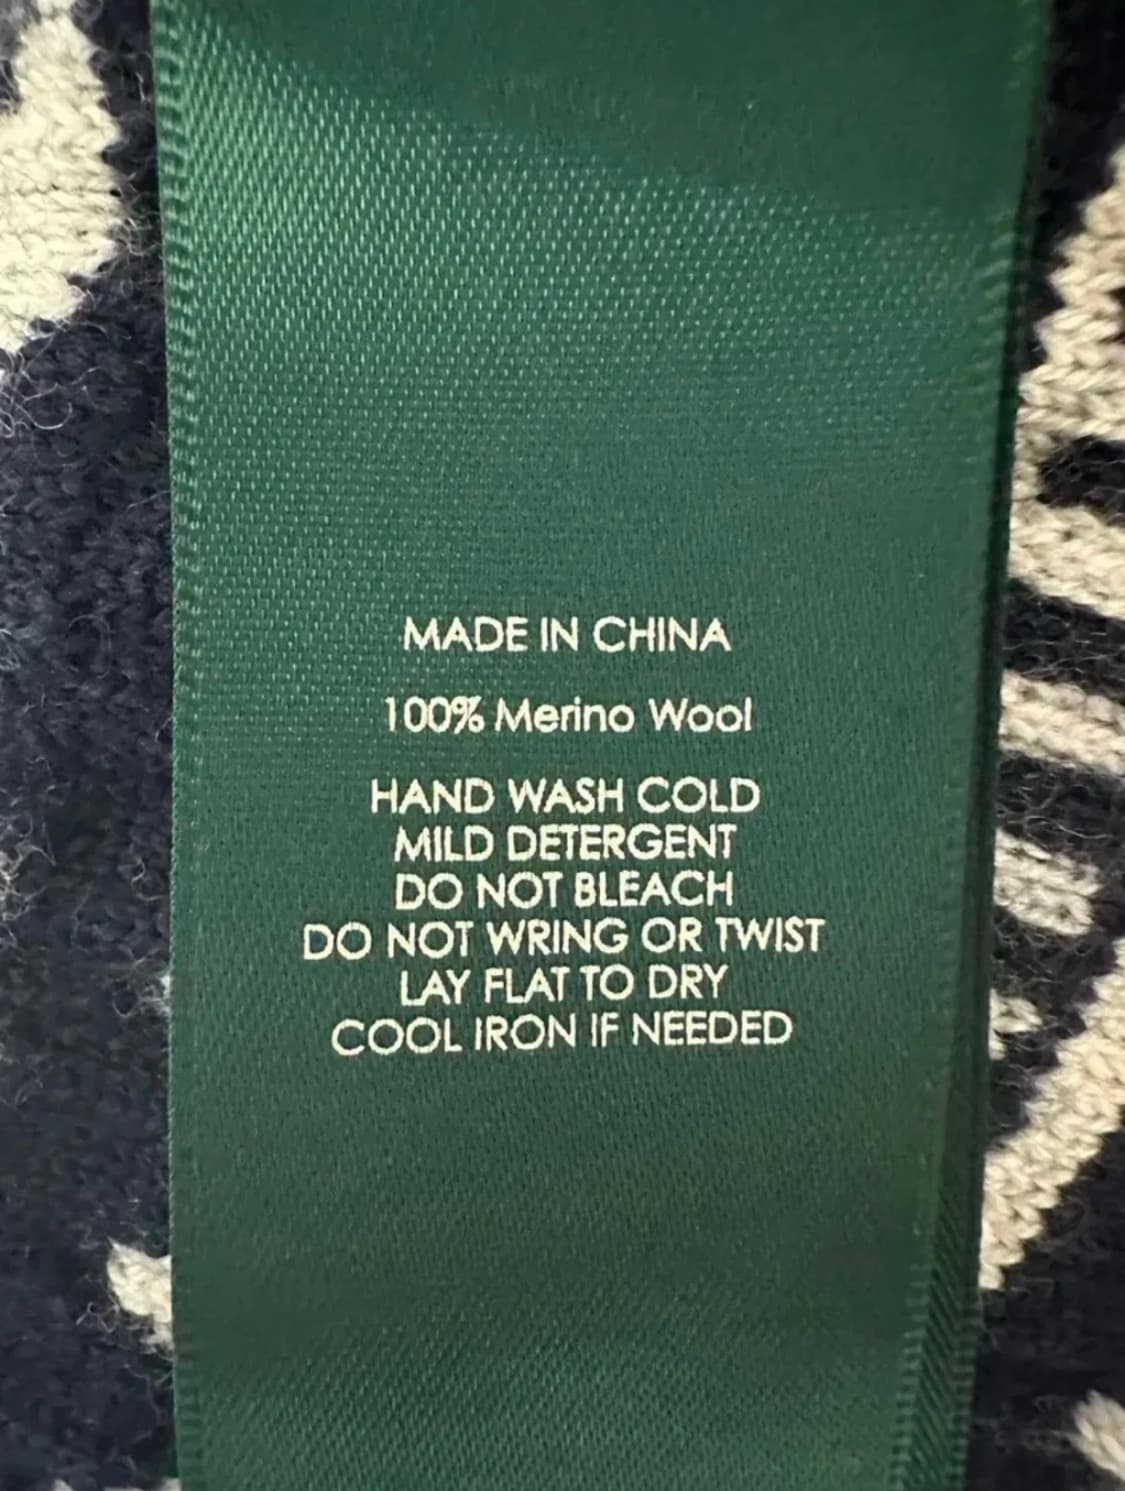 MADE IN CHINA
100% Merino Wool
HAND WASH COLD
MILD DETERGENT
DO NOT BLEACH
DO NOT WRING OR TWIST
LAY FLAT TO DRY
COOL IRON IF NEEDED